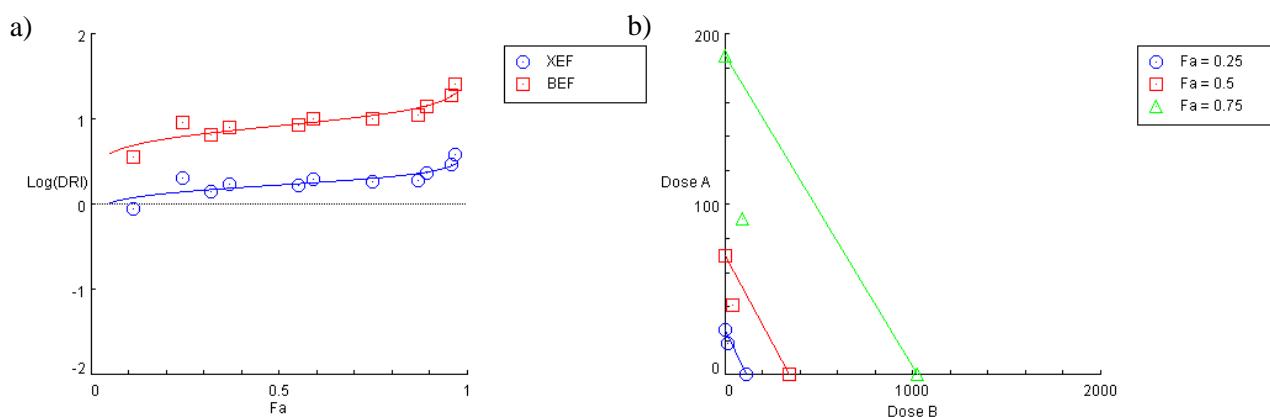 a)
2
1
Log(DRI)
0
-1
-2
0
0.5
1
Fa
XEF
BEF
b)
200
Dose A
100
0
0
1000
2000
Dose B
Fa = 0.25
Fa = 0.5
Fa = 0.75